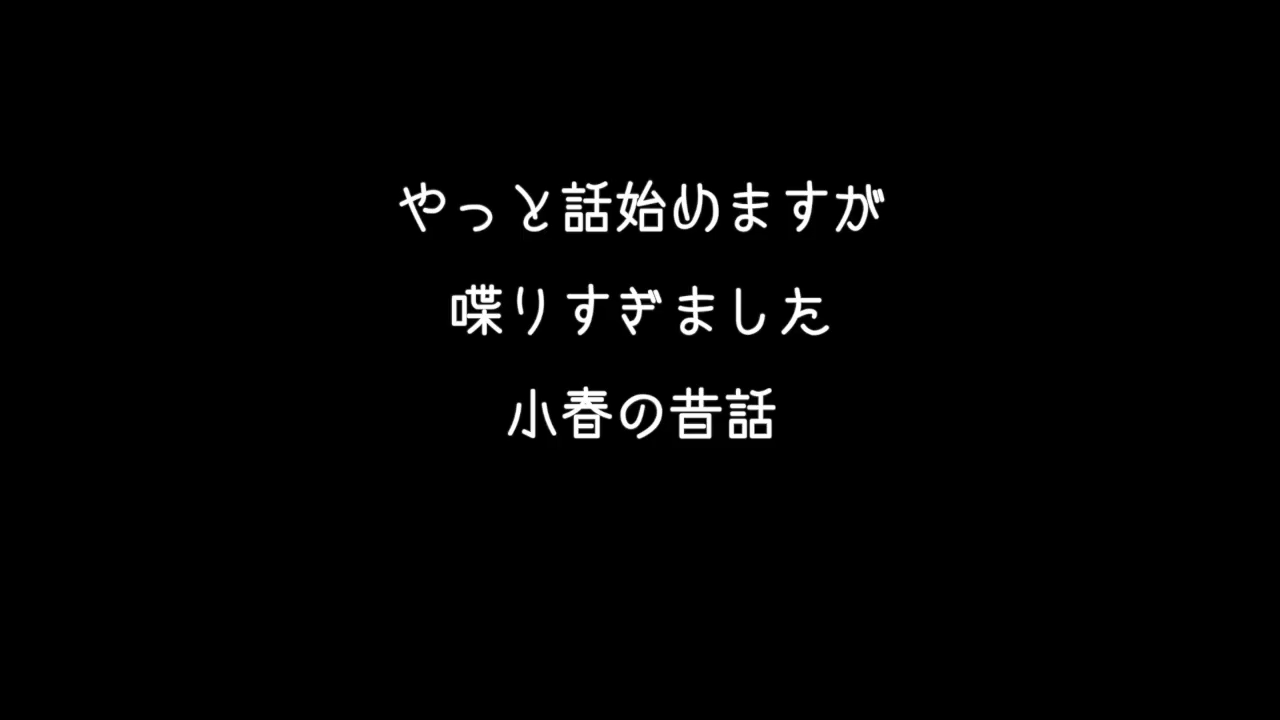 やっと話始めますが
喋りすぎました
小春の昔話